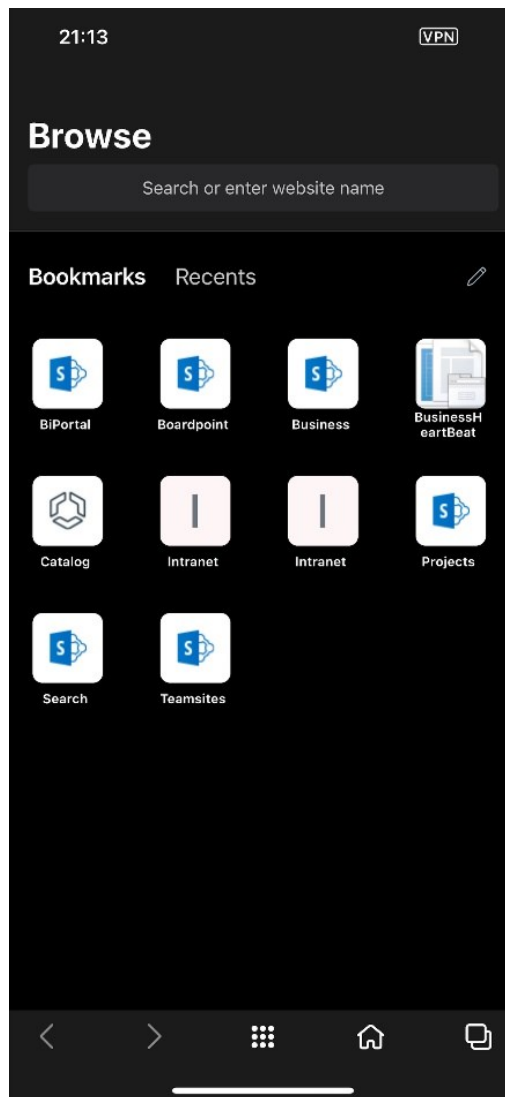 21:13 VPN
Browse
Search or enter website name
Bookmarks Recents
S S S
BiPortal Boardpoint Business BusinessH
eartBeat
I I S
Catalog Intranet Intranet Projects
S S
Search Teamsites